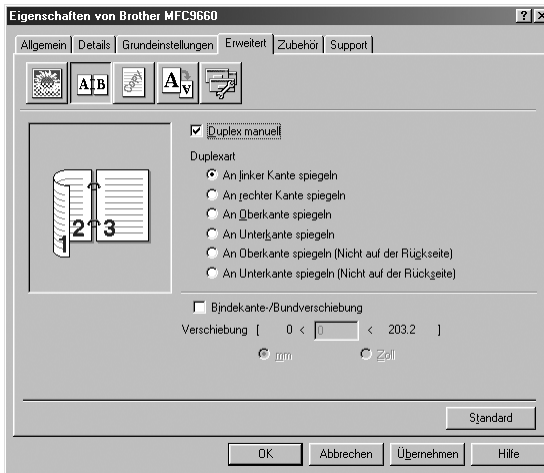 Eigenschaften von Brother MFC9660
Allgemein Details Grundeinstellungen Erweitert Zubehör Support
A B Copy A A
Duplex manuell
Duplexart
An linker Kante spiegeln
An rechter Kante spiegeln
An Oberkante spiegeln
An Unterkante spiegeln
An Oberkante spiegeln (Nicht auf der Rückseite)
An Unterkante spiegeln (Nicht auf der Rückseite)
1 2 3
Bindekante-/Bundverschiebung
Verschiebung [ 0 < 0 < 203.2 ]
mm Zoll
Standard
OK Abbrechen Übernehmen Hilfe